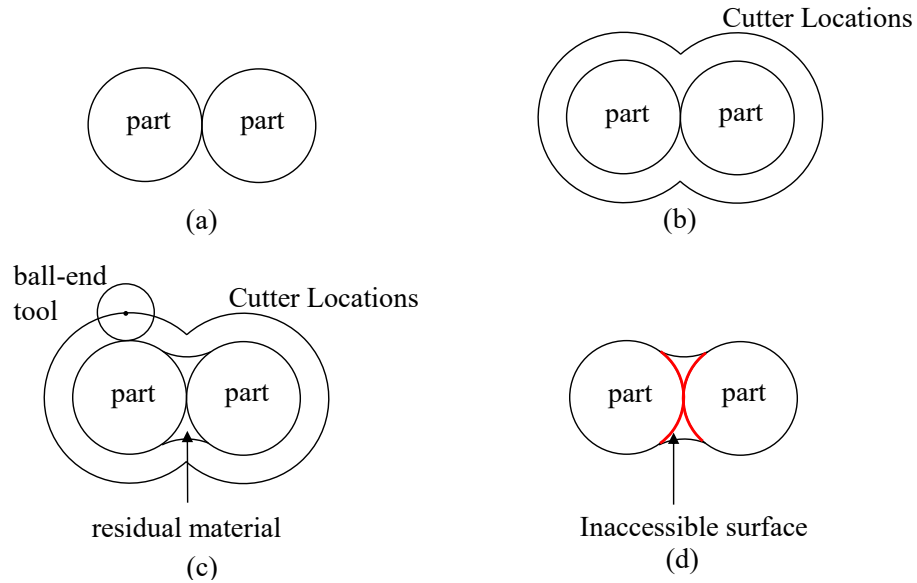 Cutter Locations
part part
part part
(a)
(b)
ball-end
tool
Cutter Locations
part part
part part
residual material
Inaccessible surface
(c)
(d)